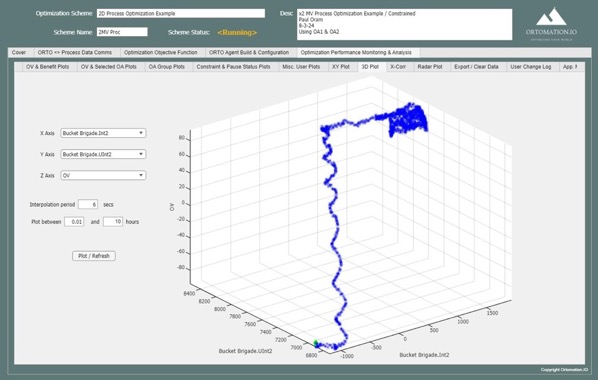 Optimization Scheme
2D Process Optimization Example
Desc
x2 MV Process Optimization Example / Constrained
Paul Oram
8-3-24
Using OA1 & OA2
Scheme Name
2MV Proc
Scheme Status:
<Running>
ORTOMATION.IO
Cover
ORTO <> Process Data Comms
Optimization Objective Function
ORTO Agent Build & Configuration
Optimization Performance Monitoring & Analysis
OV & Benefit Plots
OV & Selected OA Plots
OA Group Plots
Constraint & Pause Status Plots
Misc. User Plots
XY Plot
3D Plot
X-Corr
Radar Plot
Export / Clear Data
User Change Log
App. M
X Axis
Bucket Brigade.Int2
Y Axis
Bucket Brigade.UInt2
Z Axis
OV
Interpolation period
6
secs
Plot between
0.01
and
10
hours
Plot / Refresh
80
60
40
20
0
-20
-40
-60
-80
OV
8400
8200
8000
7800
7600
7400
7200
7000
6800
Bucket Brigade.UInt2
-1000
-500
0
500
1000
1500
Bucket Brigade.Int2
Copyright Ortomation.IO